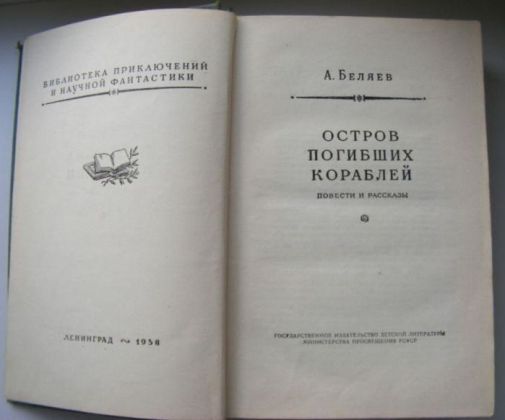 БИБЛИОТЕКА ПРИКЛЮЧЕНИЙ
И НАУЧНОЙ ФАНТАСТИКИ
ЛЕНИНГРАД ~ 1958
А. БЕЛЯЕВ
ОСТРОВ
ПОГИБШИХ
КОРАБЛЕЙ
ПОВЕСТИ И РАССКАЗЫ
ГОСУДАРСТВЕННОЕ ИЗДАТЕЛЬСТВО ДЕТСКОЙ ЛИТЕРАТУРЫ
МИНИСТЕРСТВА ПРОСВЕЩЕНИЯ РСФСР